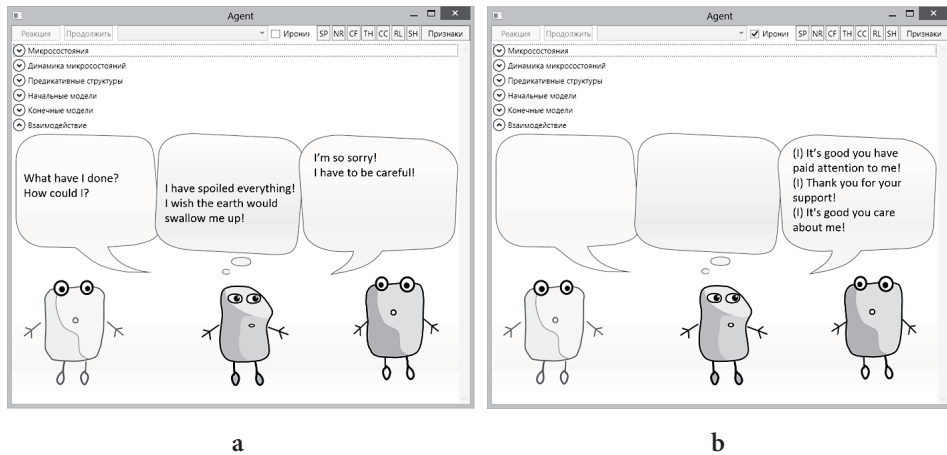 Agent
Реакция Продолжить Ирони SP NR CF TH CC RL SH Признаки
Микросостояния
Динамика микросостояний
Предикативные структуры
Начальные модели
Конечные модели
Взаимодействие
What have I done?
How could I?
I have spoiled everything!
I wish the earth would
swallow me up!
I'm so sorry!
I have to be careful!
a
Agent
Реакция Продолжить Ирони SP NR CF TH CC RL SH Признаки
Микросостояния
Динамика микросостояний
Предикативные структуры
Начальные модели
Конечные модели
Взаимодействие
(I) It's good you have
paid attention to me!
(I) Thank you for your
support!
(I) It's good you care
about me!
b